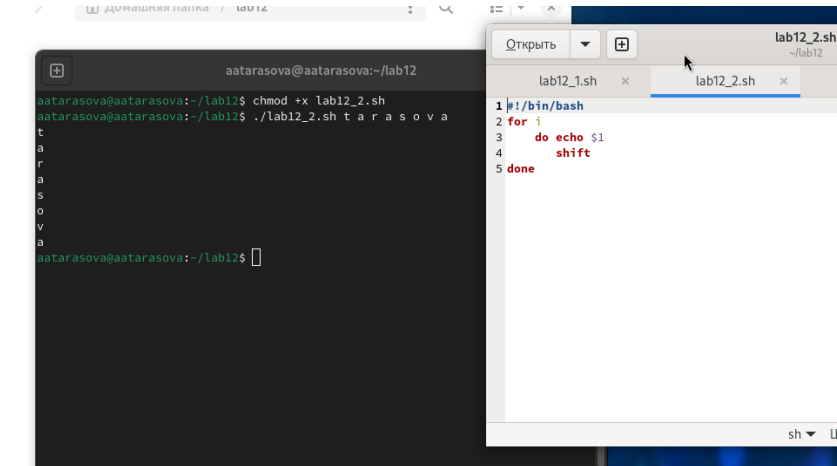 Домашняя папка / lab12
aatarasova@aatarasova:~/lab12
aatarasova@aatarasova:~/lab12$ chmod +x lab12_2.sh
aatarasova@aatarasova:~/lab12$ ./lab12_2.sh t a r a s o v a
t
a
r
a
s
o
v
a
aatarasova@aatarasova:~/lab12$
Открыть
lab12_2.sh
~/lab12
lab12_1.sh
lab12_2.sh
1 #!/bin/bash
2 for i
3 do echo $1
4 shift
5 done
sh